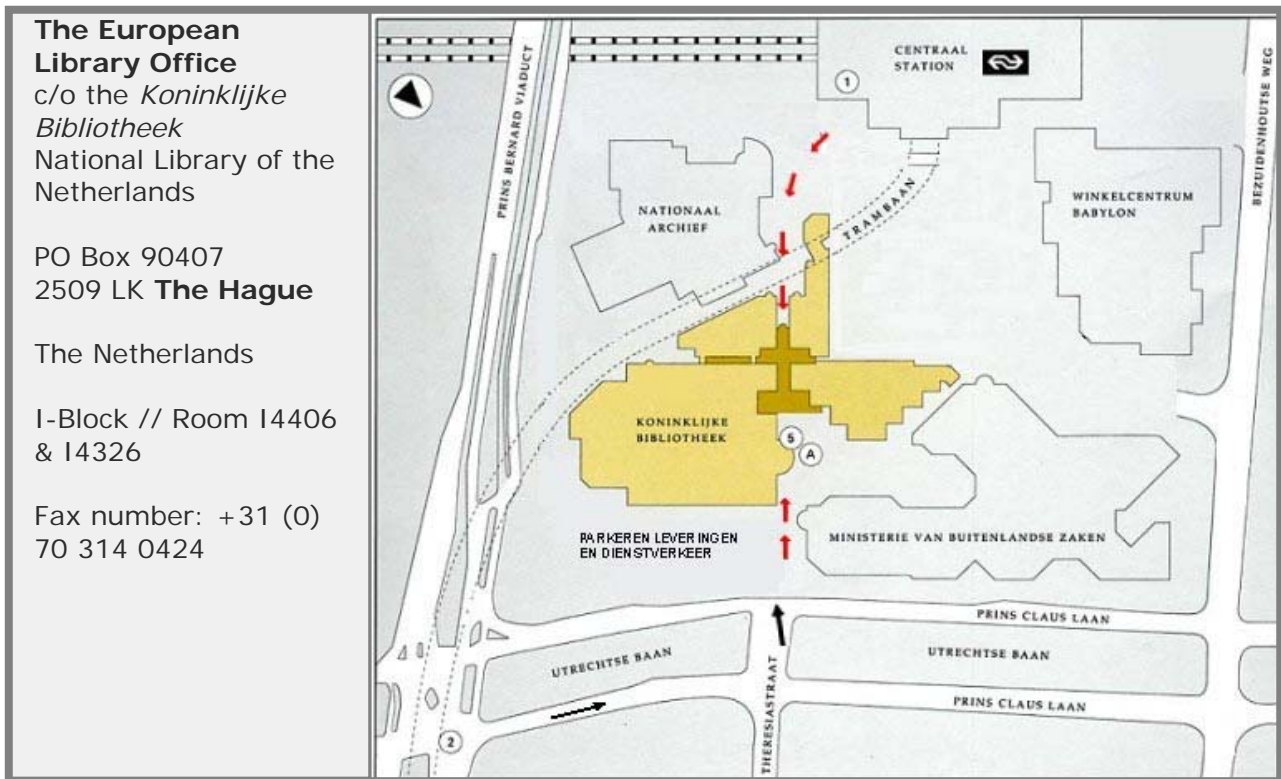 The European
Library Office
c/o the Koninklijke
Bibliotheek
National Library of the
Netherlands
PO Box 90407
2509 LK The Hague
The Netherlands
I-Block // Room I4406
& I4326
Fax number: +31 (0)
70 314 0424
PRINS BERNARD VIADUCT
CENTRAAL
STATION
1
BEZUIDENHOUTSE WEG
NATIONAAL
ARCHIEF
TRAMBAAN
WINKELCENTRUM
BABYLON
KONINKLIJKE
BIBLIOTHEEK
5
A
PARKEREN LEVERINGEN
EN DIENSTVERKEER
MINISTERIE VAN BUITENLANDSE ZAKEN
PRINS CLAUS LAAN
UTRECHTSE BAAN
UTRECHTSE BAAN
PRINS CLAUS LAAN
THERESIASTRAAT
2